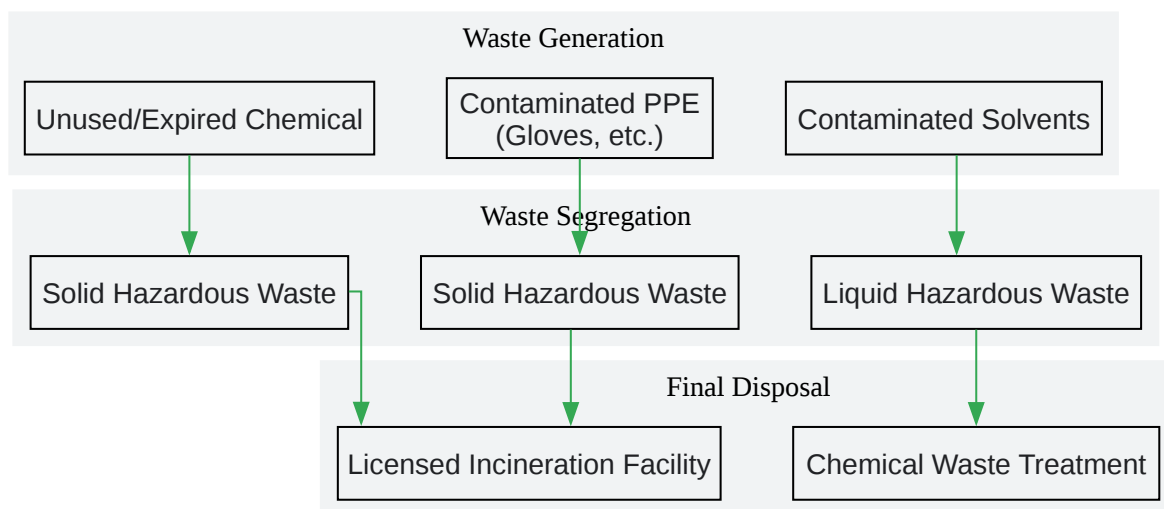 Waste Generation
Unused/Expired Chemical
Contaminated PPE
(Gloves, etc.)
Contaminated Solvents
Waste Segregation
Solid Hazardous Waste
Solid Hazardous Waste
Liquid Hazardous Waste
Final Disposal
Licensed Incineration Facility
Chemical Waste Treatment